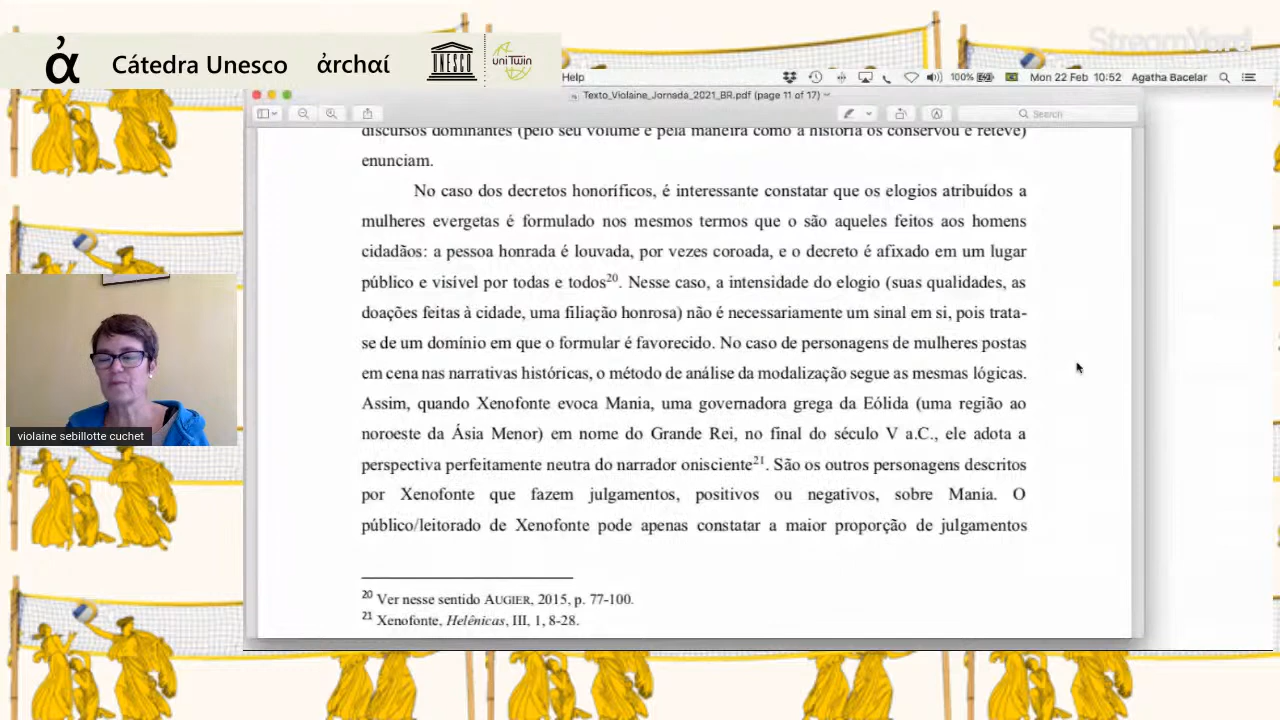 StreamYard
ἀ Cátedra Unesco ἀrchaí UNESCO uniTwin
Help 100% Mon 22 Feb 10:52 Agatha Bacelar
Texto_Violaine_Jornada_2021_BR.pdf (page 11 of 17)
Search
discursos dominantes (pelo seu volume e pela maneira como a história os conservou e reteve)
enunciam.
No caso dos decretos honoríficos, é interessante constatar que os elogios atribuídos a
mulheres evergetas é formulado nos mesmos termos que o são aqueles feitos aos homens
cidadãos: a pessoa honrada é louvada, por vezes coroada, e o decreto é afixado em um lugar
público e visível por todas e todos20. Nesse caso, a intensidade do elogio (suas qualidades, as
doações feitas à cidade, uma filiação honrosa) não é necessariamente um sinal em si, pois trata-
se de um domínio em que o formular é favorecido. No caso de personagens de mulheres postas
em cena nas narrativas históricas, o método de análise da modalização segue as mesmas lógicas.
Assim, quando Xenofonte evoca Mania, uma governadora grega da Eólida (uma região ao
noroeste da Ásia Menor) em nome do Grande Rei, no final do século V a.C., ele adota a
perspectiva perfeitamente neutra do narrador onisciente21. São os outros personagens descritos
por Xenofonte que fazem julgamentos, positivos ou negativos, sobre Mania. O
público/leitorado de Xenofonte pode apenas constatar a maior proporção de julgamentos
20 Ver nesse sentido AUGIER, 2015, p. 77-100.
21 Xenofonte, Helênicas, III, 1, 8-28.
violaine sebillotte cuchet